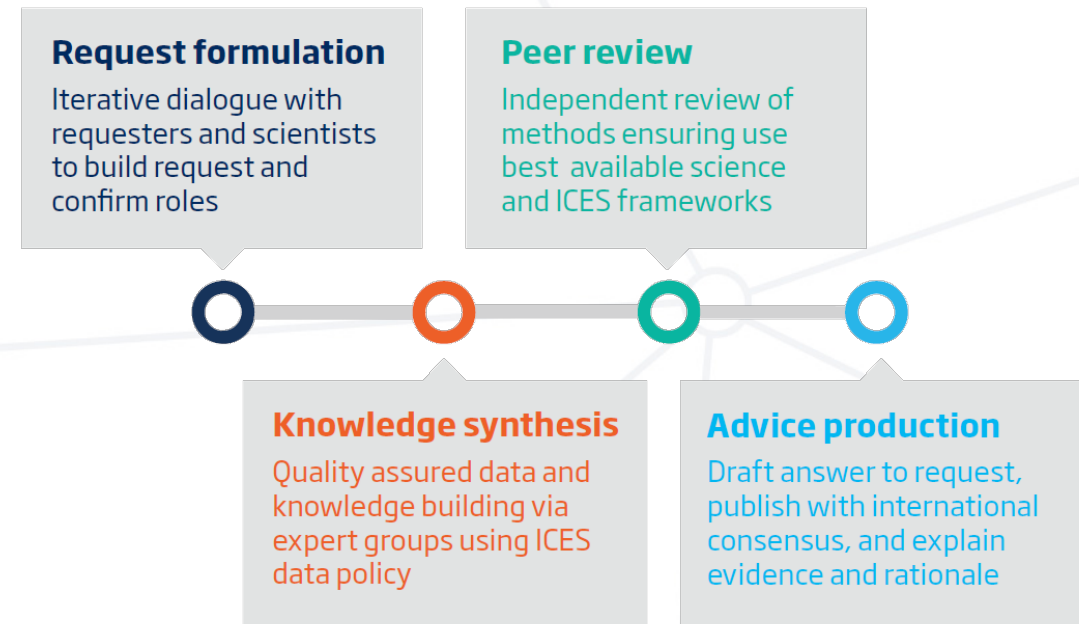 Request formulation
Iterative dialogue with
requesters and scientists
to build request and
confirm roles
Peer review
Independent review of
methods ensuring use
best available science
and ICES frameworks
Knowledge synthesis
Quality assured data and
knowledge building via
expert groups using ICES
data policy
Advice production
Draft answer to request,
publish with international
consensus, and explain
evidence and rationale